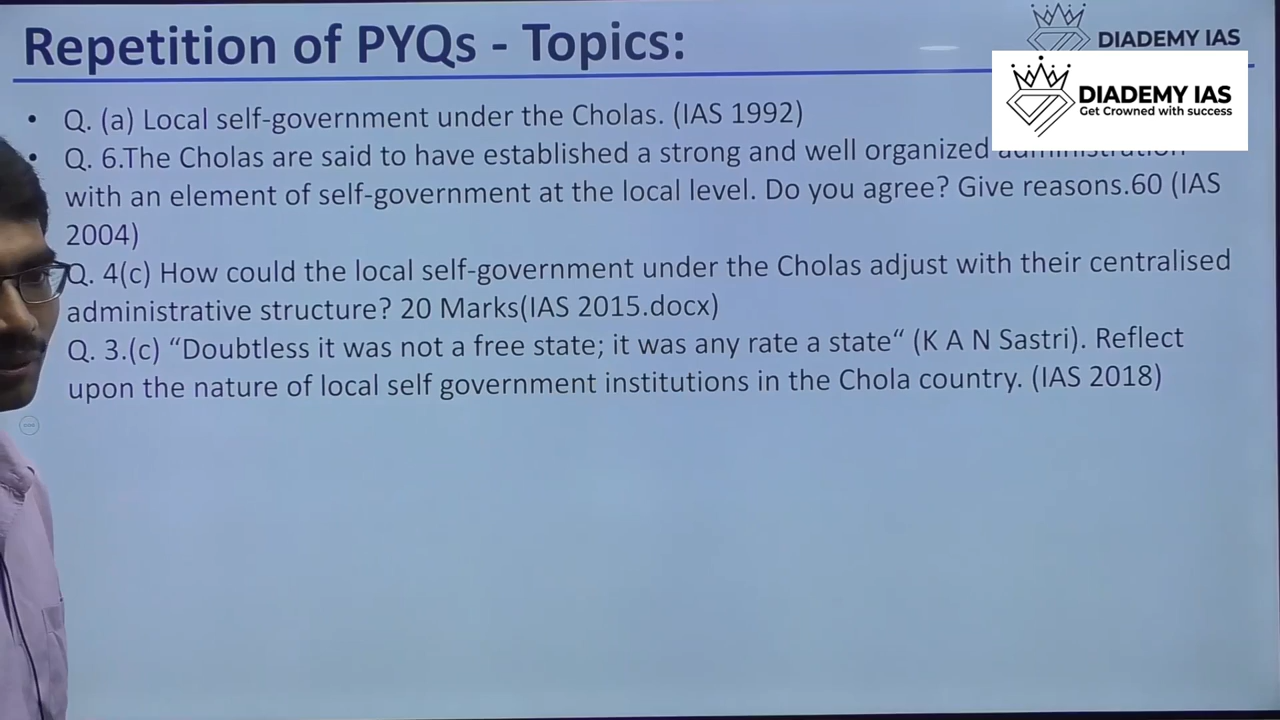 Repetition of PYQs - Topics:
DIADEMY IAS
DIADEMY IAS
Get Crowned with success
• Q. (a) Local self-government under the Cholas. (IAS 1992)
• Q. 6.The Cholas are said to have established a strong and well organized
with an element of self-government at the local level. Do you agree? Give reasons.60 (IAS
2004)
Q. 4(c) How could the local self-government under the Cholas adjust with their centralised
administrative structure? 20 Marks(IAS 2015.docx)
Q. 3.(c) “Doubtless it was not a free state; it was any rate a state“ (K A N Sastri). Reflect
upon the nature of local self government institutions in the Chola country. (IAS 2018)